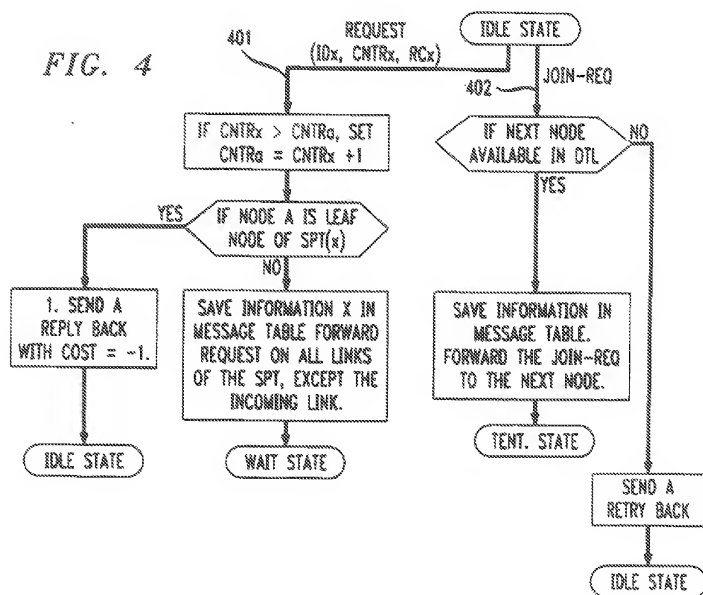 FIG. 4
401
REQUEST
(IDx, CNTRx, RCx)
IDLE STATE
402
JOIN-REQ
IF CNTRx > CNTRa, SET
CNTRa = CNTRx +1
IF NEXT NODE
AVAILABLE IN DTL
NO
YES
YES
IF NODE A IS LEAF
NODE OF SPT(x)
NO
1. SEND A
REPLY BACK
WITH COST = -1.
SAVE INFORMATION X IN
MESSAGE TABLE FORWARD
REQUEST ON ALL LINKS
OF THE SPT, EXCEPT THE
INCOMING LINK.
SAVE INFORMATION IN
MESSAGE TABLE.
FORWARD THE JOIN-REQ
TO THE NEXT NODE.
IDLE STATE
WAIT STATE
TENT. STATE
SEND A
RETRY BACK
IDLE STATE